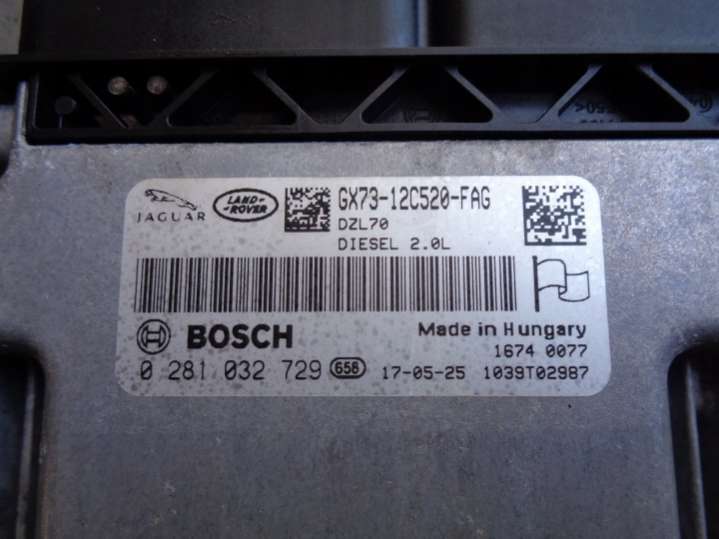 JAGUAR
LAND-
-ROVER
GX73-12C520-FAG
DZL70
DIESEL 2.0L
BOSCH
Made in Hungary
1674 0077
0 281 032 729 656 17-05-25 1039T02987